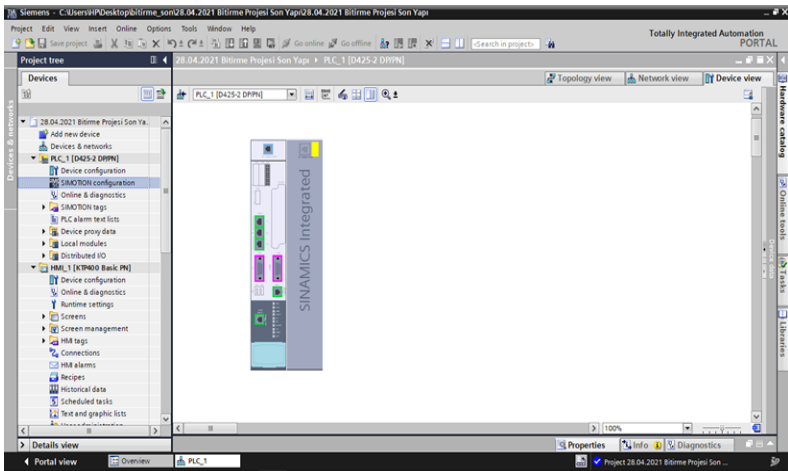 Siemens - C:\Users\HP\Desktop\bitirme_son\28.04.2021 Bitirme Projesi Son Yapı\28.04.2021 Bitirme Projesi Son Yapı
Project Edit View Insert Online Options Tools Window Help
Totally Integrated Automation
PORTAL
Save project
Go online
Go offline
<Search in project>
Project tree
28.04.2021 Bitirme Projesi Son Yapı ▸ PLC_1 [D425-2 DP/PN]
Devices
Topology view
Network view
Device view
PLC_1 [D425-2 DP/PN]
28.04.2021 Bitirme Projesi Son Ya..
Add new device
Devices & networks
PLC_1 [D425-2 DP/PN]
Device configuration
SIMOTION configuration
Online & diagnostics
SIMOTION tags
PLC alarm text lists
Device proxy data
Local modules
Distributed I/O
HMI_1 [KTP400 Basic PN]
Device configuration
Online & diagnostics
Runtime settings
Screens
Screen management
HMI tags
Connections
HMI alarms
Recipes
Historical data
Scheduled tasks
Text and graphic lists
Devices & networks
SINAMICS Integrated
Hardware catalog
Online tools
Tasks
Libraries
100%
Details view
Properties
Info
Diagnostics
Portal view
Overview
PLC_1
Project 28.04.2021 Bitirme Projesi Son ...